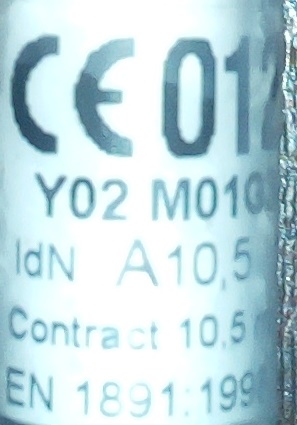 CE 012
Y02 M010
IdN A10,5
Contract 10.5
EN 1891:199